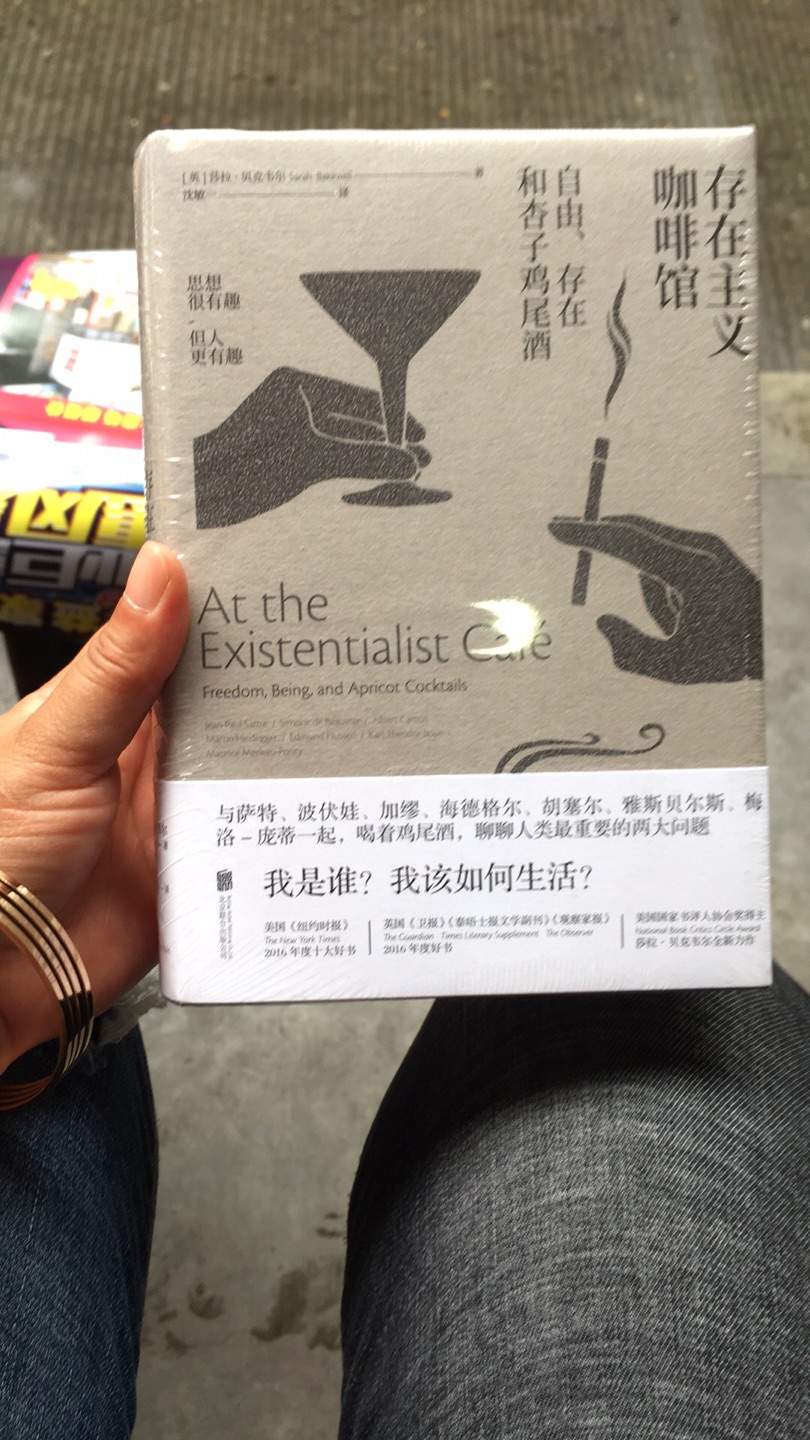 [英]莎拉·贝克韦尔 Sarah Bakewell 著
沈敏一 译
存在主义
咖啡馆
自由、存在
和杏子鸡尾酒
思想
很有趣
-
但人
更有趣
At the
Existentialist Café
Freedom, Being, and Apricot Cocktails
Jean-Paul Sartre / Simone de Beauvoir / Albert Camus
Martin Heidegger / Edmund Husserl / Karl Theodor Jaspers
Maurice Merleau-Ponty
与萨特、波伏娃、加缪、海德格尔、胡塞尔、雅斯贝尔斯、梅
洛–庞蒂一起，喝着鸡尾酒，聊聊人类最重要的两大问题
我是谁？我该如何生活？
北京联合出版公司
美国《纽约时报》
The New York Times
2016 年度十大好书
英国《卫报》《泰晤士报文学副刊》《观察家报》
The Guardian Times Literary Supplement The Observer
2016 年度好书
美国国家书评人协会奖得主
National Book Critics Circle Award
莎拉·贝克韦尔全新力作